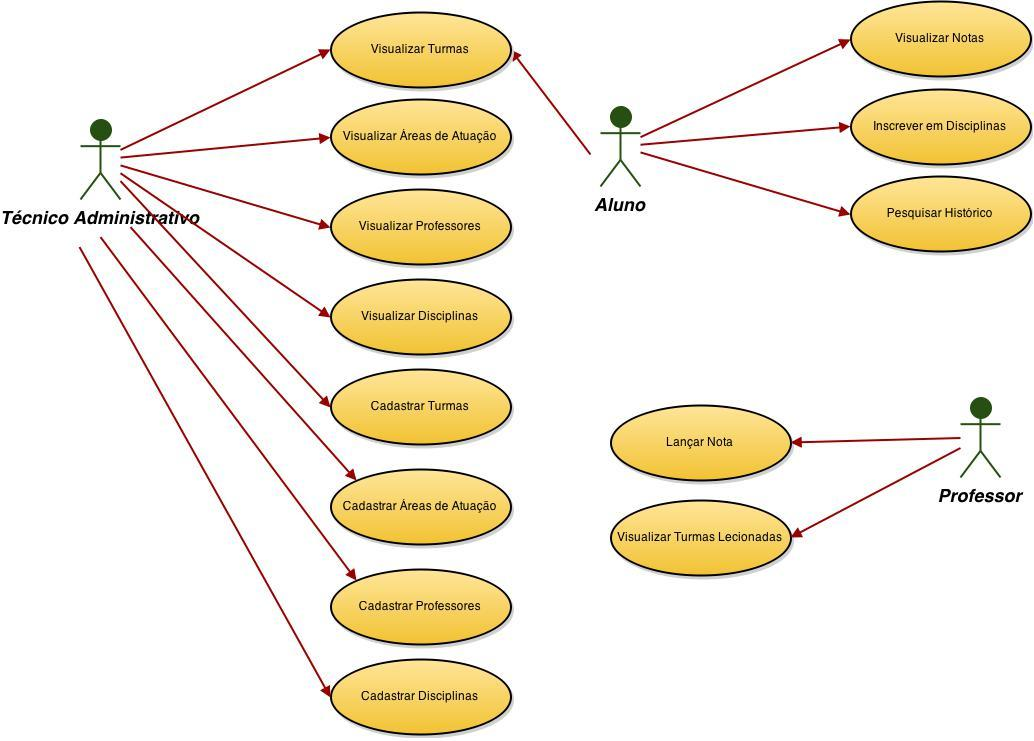 Visualizar Turmas
Visualizar Áreas de Atuação
Técnico Administrativo
Visualizar Professores
Visualizar Disciplinas
Cadastrar Turmas
Cadastrar Áreas de Atuação
Cadastrar Professores
Cadastrar Disciplinas
Visualizar Notas
Inscrever em Disciplinas
Aluno
Pesquisar Histórico
Lançar Nota
Professor
Visualizar Turmas Lecionadas